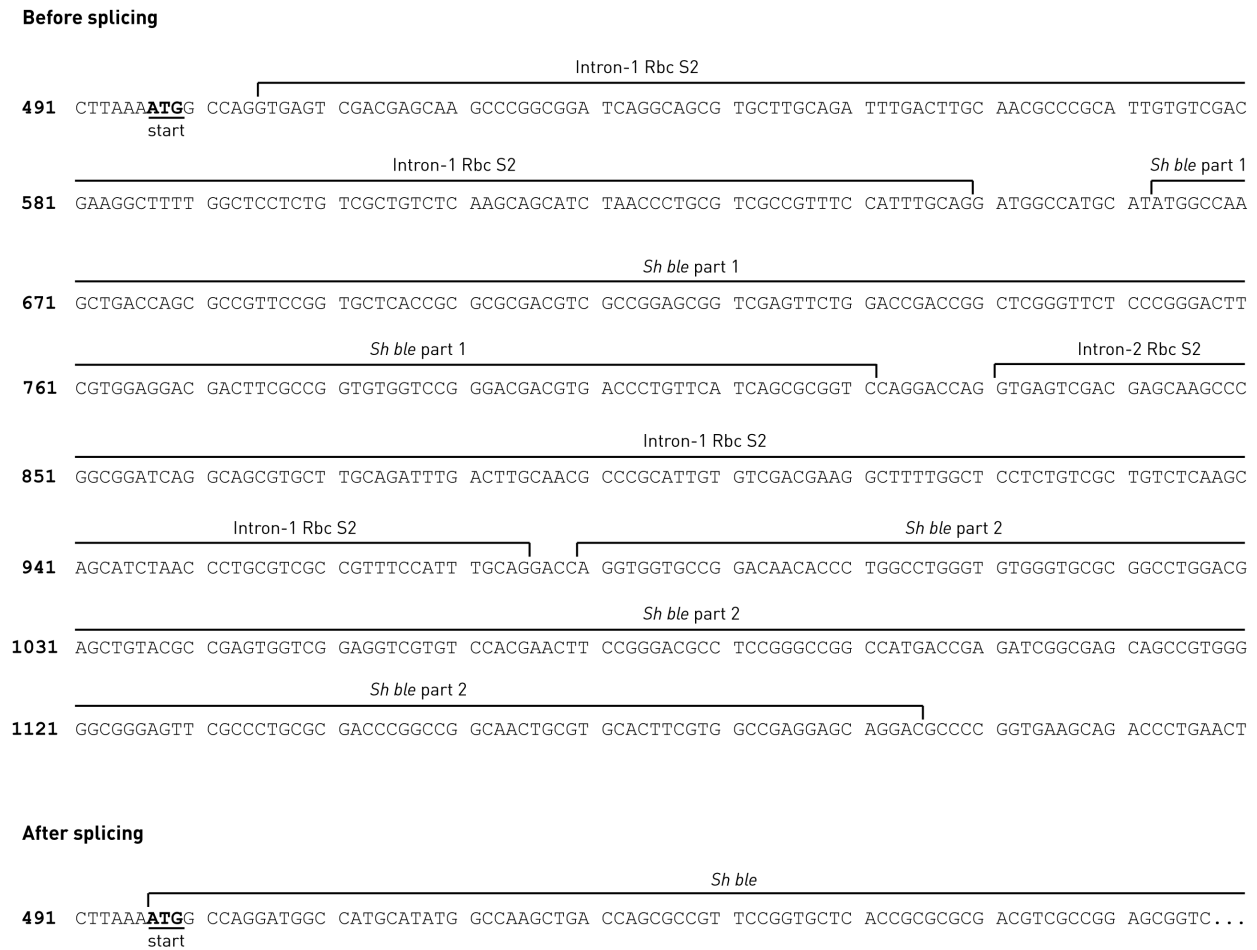 Before splicing
Intron-1 Rbc S2
491 CTTAAAATGG CCAGGTGAGT CGACGAGCAA GCCCGGCGGA TCAGGCAGCG TGCTTGCAGA TTTGACTTGC AACGCCCGCA TTGTGTCGAC
start
Intron-1 Rbc S2 Sh ble part 1
581 GAAGGCTTTT GGCTCCTCTG TCGCTGTCTC AAGCAGCATC TAACCCTGCG TCGCCGTTTC CATTTGCAGG ATGGCCATGC ATATGGCCAA
Sh ble part 1
671 GCTGACCAGC GCCGTTCCGG TGCTCACCGC GCGCGACGTC GCCGGAGCGG TCGAGTTCTG GACCGACCGG CTCGGGTTCT CCCGGGACTT
Sh ble part 1 Intron-2 Rbc S2
761 CGTGGAGGAC GACTTCGCCG GTGTGGTCCG GGACGACGTG ACCCTGTTCA TCAGCGCGGT CCAGGACCAG GTGAGTCGAC GAGCAAGCCC
Intron-1 Rbc S2
851 GGCGGATCAG GCAGCGTGCT TGCAGATTTG ACTTGCAACG CCCGCATTGT GTCGACGAAG GCTTTTGGCT CCTCTGTCGC TGTCTCAAGC
Intron-1 Rbc S2 Sh ble part 2
941 AGCATCTAAC CCTGCGTCGC CGTTTCCATT TGCAGGACCA GGTGGTGCCG GACAACACCC TGGCCTGGGT GTGGGTGCGC GGCCTGGACG
Sh ble part 2
1031 AGCTGTACGC CGAGTGGTCG GAGGTCGTGT CCACGAACTT CCGGGACGCC TCCGGGCCGG CCATGACCGA GATCGGCGAG CAGCCGTGGG
Sh ble part 2
1121 GGCGGGAGTT CGCCCTGCGC GACCCGGCCG GCAACTGCGT GCACTTCGTG GCCGAGGAGC AGGACGCCCC GGTGAAGCAG ACCCTGAACT
After splicing
Sh ble
491 CTTAAAATGG CCAGGATGGC CATGCATATG GCCAAGCTGA CCAGCGCCGT TCCGGTGCTC ACCGCGCGCG ACGTCGCCGG AGCGGTC...
start